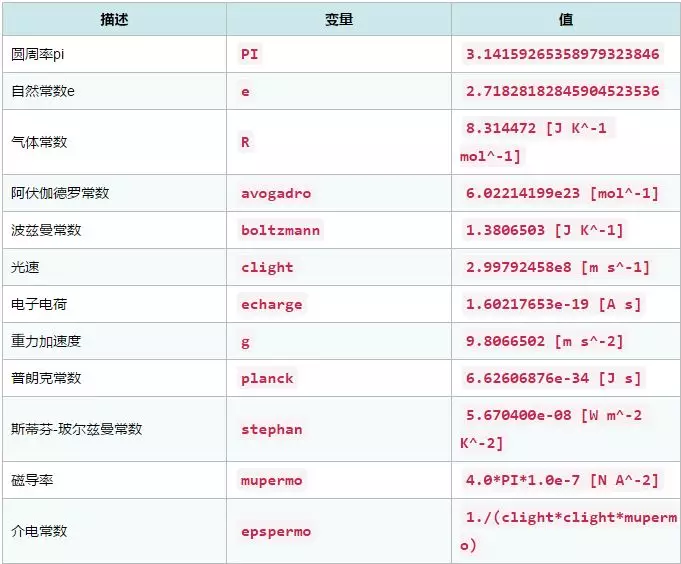 描述 变量 值
圆周率pi PI 3.14159265358979323846
自然常数e e 2.71828182845904523536
气体常数 R 8.314472 [J K^-1
mol^-1]
阿伏伽德罗常数 avogadro 6.02214199e23 [mol^-1]
波兹曼常数 boltzmann 1.3806503 [J K^-1]
光速 clight 2.99792458e8 [m s^-1]
电子电荷 echarge 1.60217653e-19 [A s]
重力加速度 g 9.8066502 [m s^-2]
普朗克常数 planck 6.62606876e-34 [J s]
斯蒂芬-玻尔兹曼常数 stephan 5.670400e-08 [W m^-2
K^-2]
磁导率 mupermo 4.0*PI*1.0e-7 [N A^-2]
介电常数 epspermo 1./(clight*clight*muperm
o)